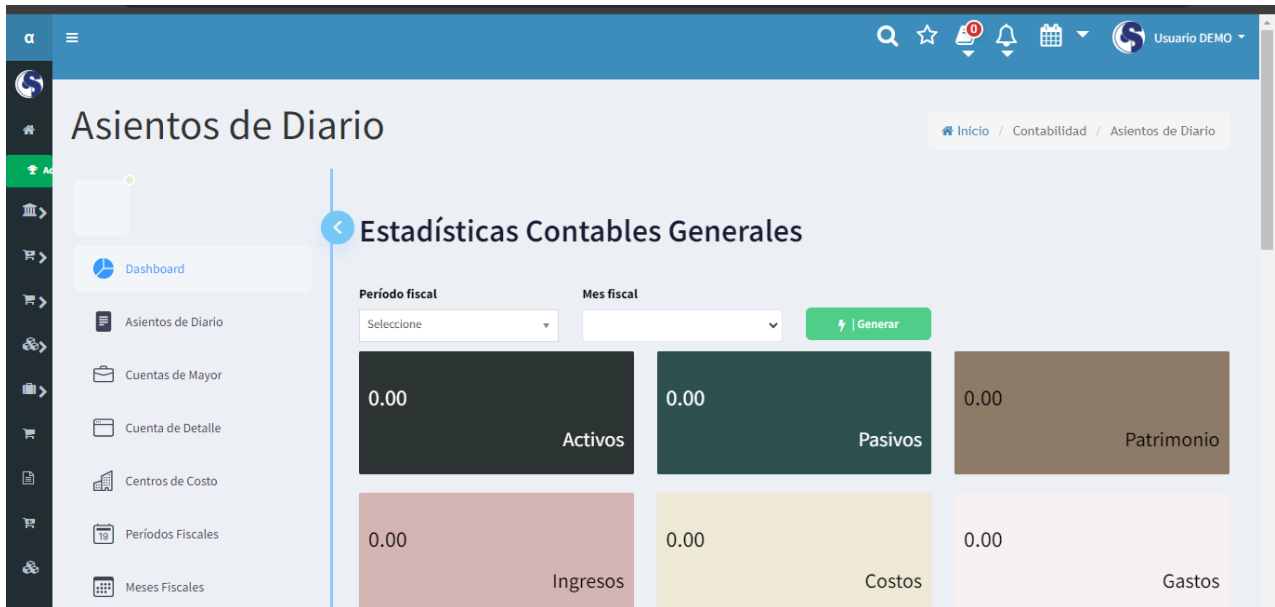 α
0
Usuario DEMO
Asientos de Diario
Inicio / Contabilidad / Asientos de Diario
Estadísticas Contables Generales
Dashboard
Asientos de Diario
Cuentas de Mayor
Cuenta de Detalle
Centros de Costo
19
Períodos Fiscales
Meses Fiscales
Período fiscal
Mes fiscal
Seleccione
| Generar
0.00
Activos
0.00
Pasivos
0.00
Patrimonio
0.00
Ingresos
0.00
Costos
0.00
Gastos